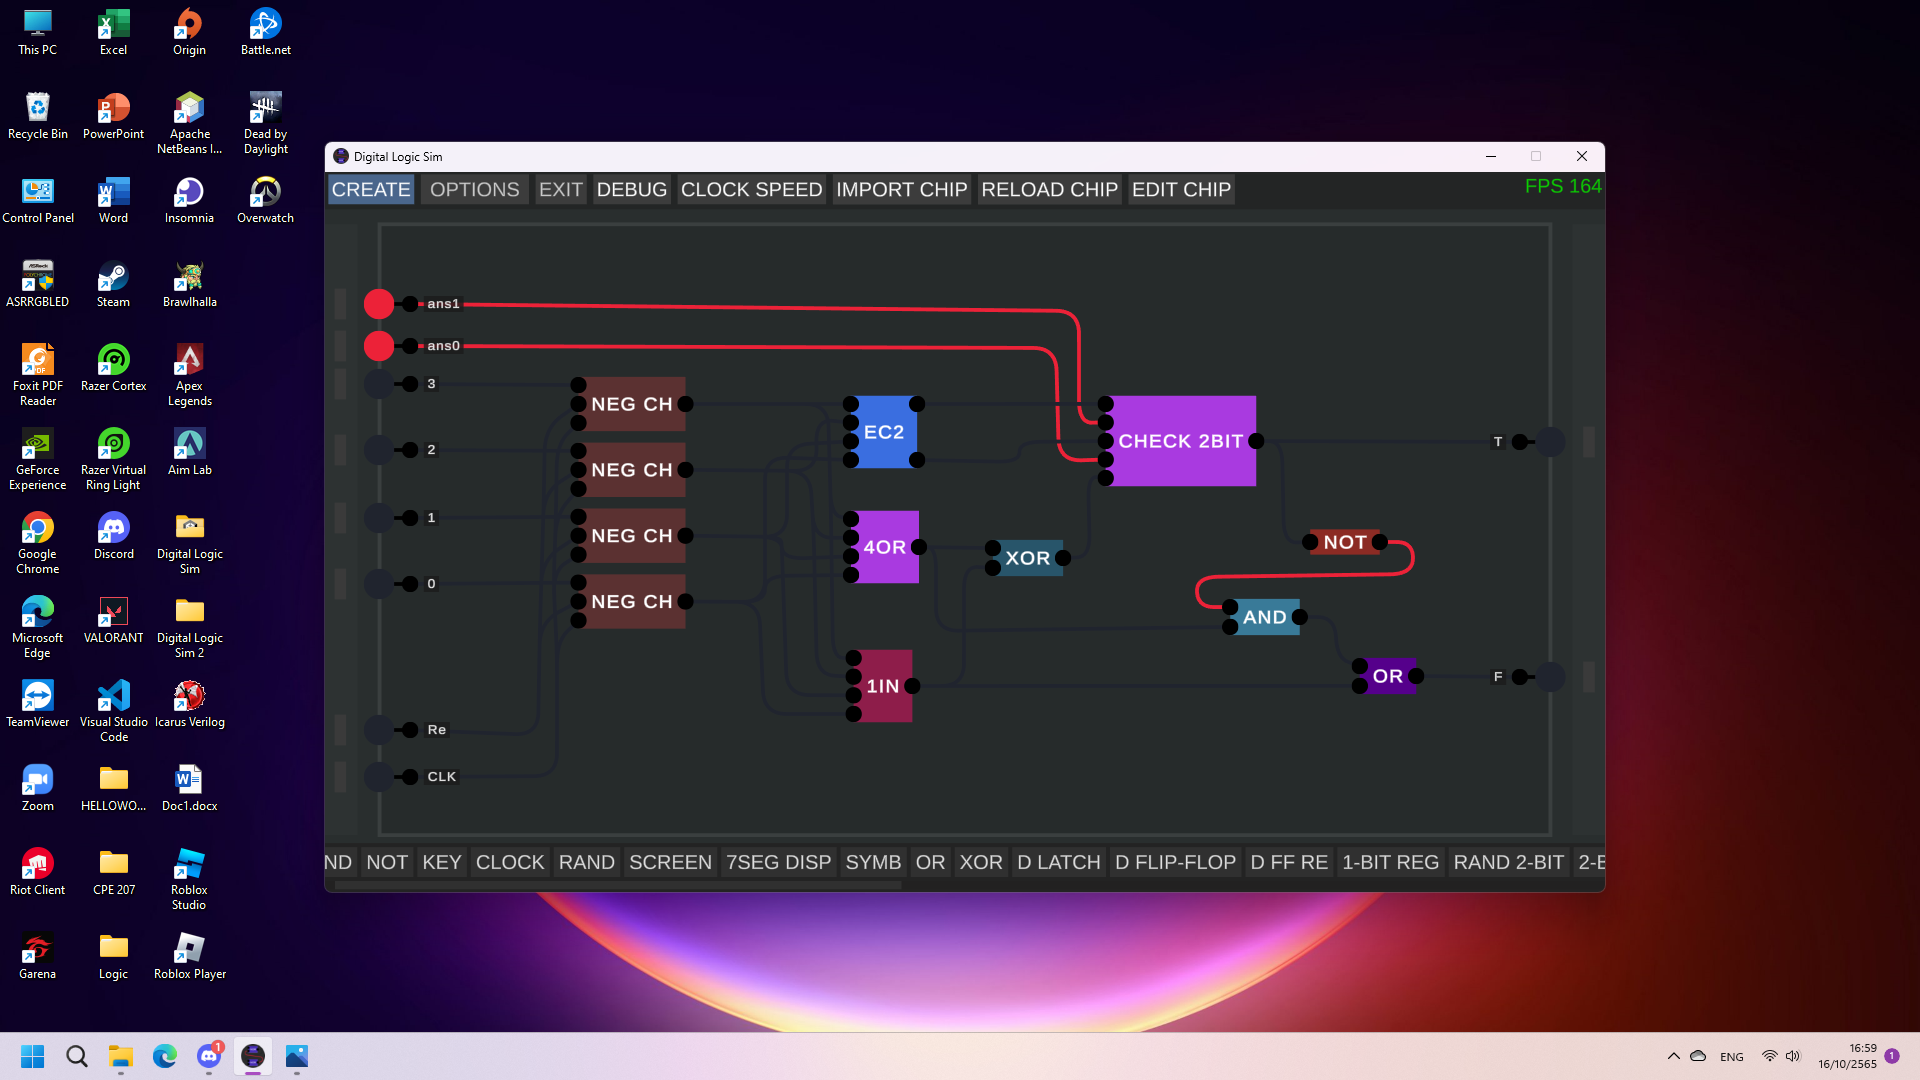 This PC
Excel
Origin
Battle.net
Recycle Bin
PowerPoint
Apache
NetBeans I...
Dead by
Daylight
Control Panel
Word
Insomnia
Overwatch
ASRRGBLED
Steam
Brawlhalla
Foxit PDF
Reader
Razer Cortex
Apex
Legends
GeForce
Experience
Razer Virtual
Ring Light
Aim Lab
Google
Chrome
Discord
Digital Logic
Sim
Microsoft
Edge
VALORANT
Digital Logic
Sim 2
TeamViewer
Visual Studio
Code
Icarus Verilog
Zoom
HELLOWO...
Doc1.docx
Riot Client
CPE 207
Roblox
Studio
Garena
Logic
Roblox Player
Digital Logic Sim
CREATE OPTIONS EXIT DEBUG CLOCK SPEED IMPORT CHIP RELOAD CHIP EDIT CHIP
FPS 164
ans1
ans0
3
2
1
0
Re
CLK
NEG CH
NEG CH
NEG CH
NEG CH
EC2
4OR
1IN
XOR
CHECK 2BIT
NOT
AND
OR
T
F
ND NOT KEY CLOCK RAND SCREEN 7SEG DISP SYMB OR XOR D LATCH D FLIP-FLOP D FF RE 1-BIT REG RAND 2-BIT 2-B
1
ENG
16:59
16/10/2565
1